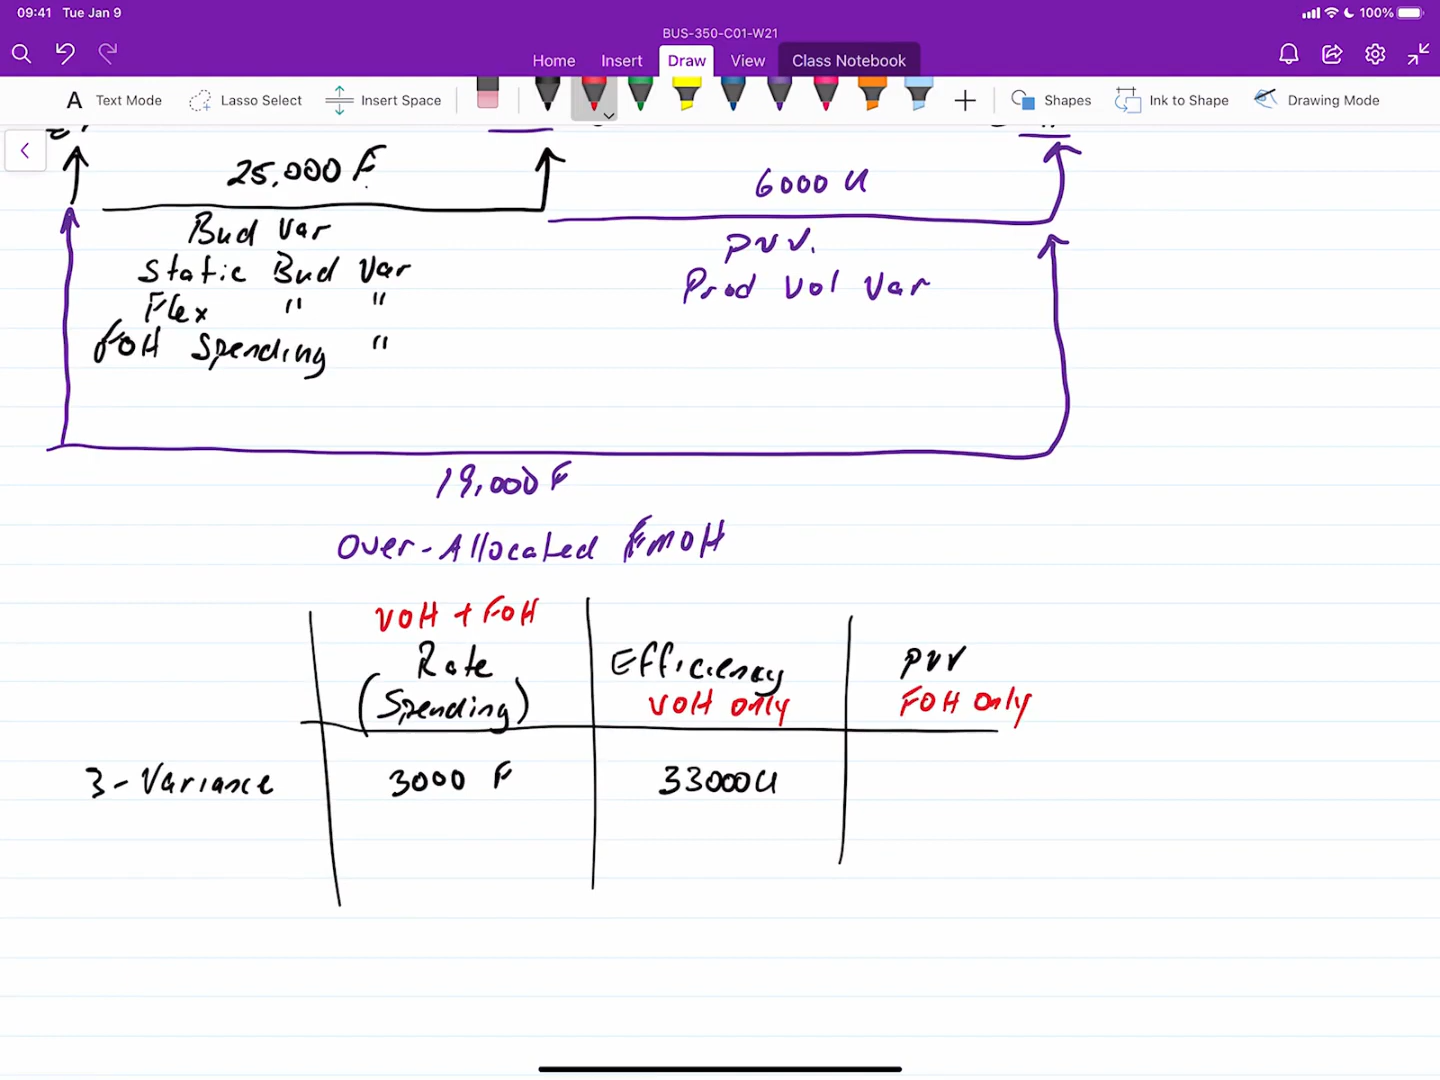 09:41 Tue Jan 9
100%
BUS-350-C01-W21
Home Insert Draw View Class Notebook
A Text Mode Lasso Select Insert Space Shapes Ink to Shape Drawing Mode
25,000 F
6000 U
Bud Var
Static Bud Var
Flex " "
FOH Spending "
PVV.
Prod Vol Var
19,000 F
Over-Allocated FMOH
VOH + FOH
Rate
(Spending)
Efficiency
VOH only
PVV
FOH only
3-Variance 3000 F 33000U